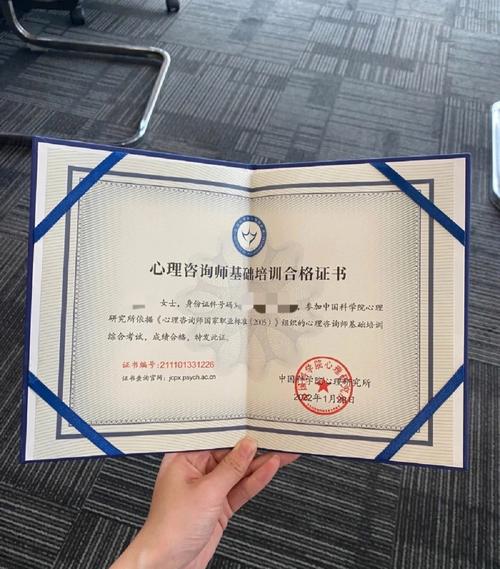 心理咨询师基础培训合格证书
女士，身份证件号码为，参加中国科学院心理
研究所依据《心理咨询师国家职业标准（2005）》组织的心理咨询师基础培训
综合考试，成绩合格，特发此证。
证书编号:211101331226
证书查询官网：jcpx.psych.ac.cn
中国科学院心理研究所
2022年1月28日